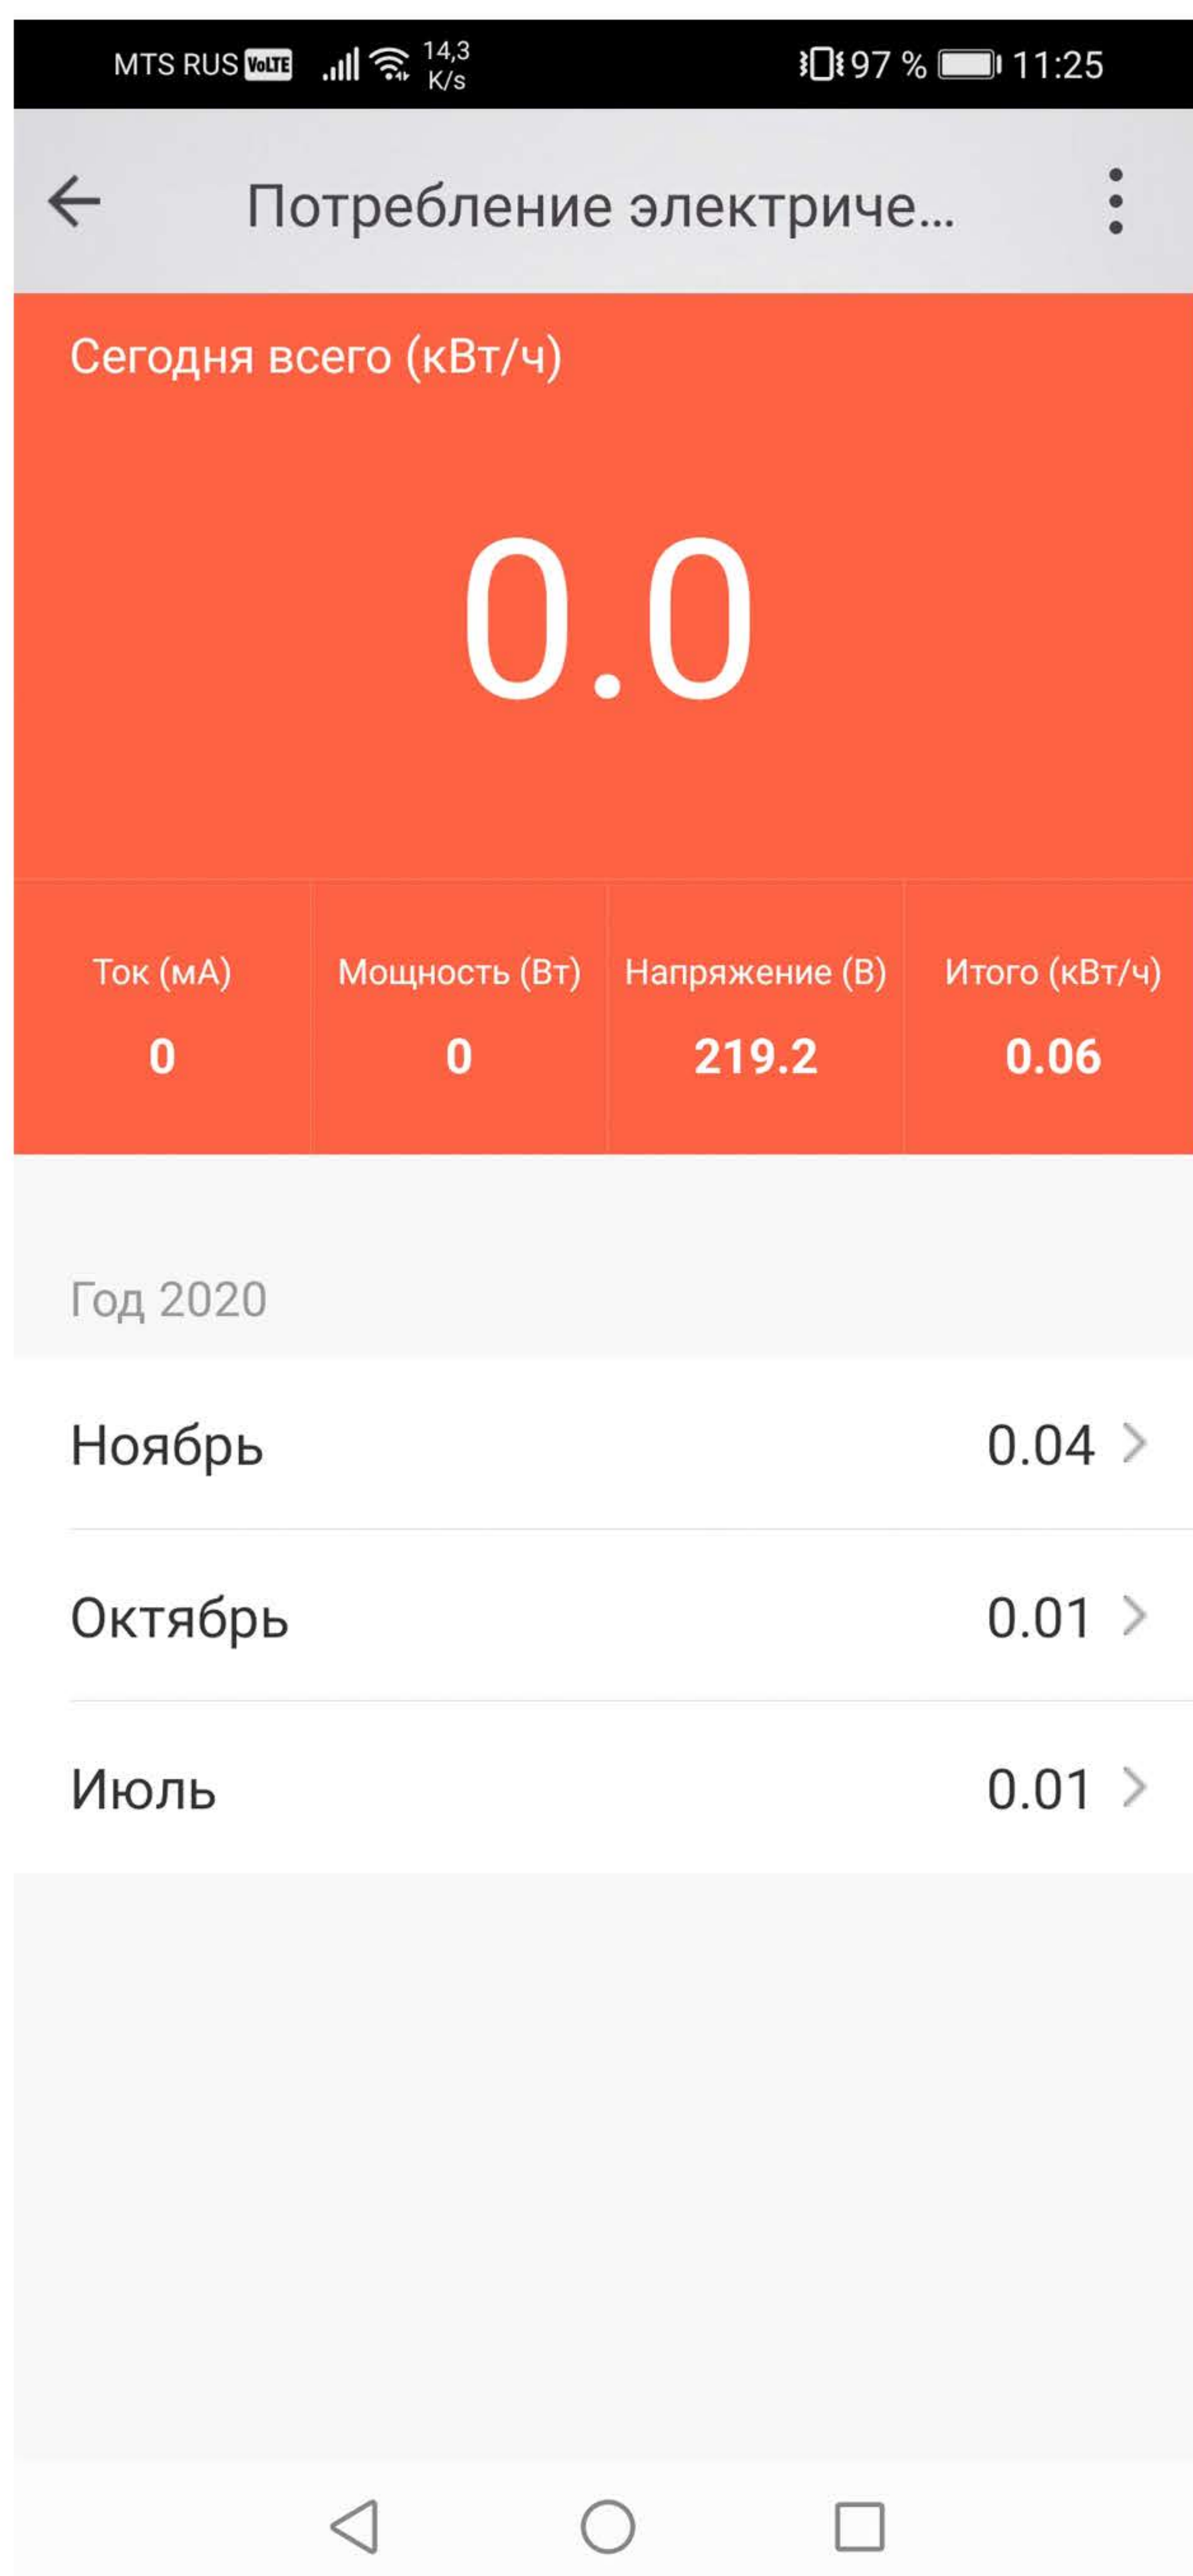 MTS RUS VoLTE 14,3 K/s 97 % 11:25
Потребление электриче...
Сегодня всего (кВт/ч)
0.0
Ток (мА) Мощность (Вт) Напряжение (В) Итого (кВт/ч)
0 0 219.2 0.06
Год 2020
Ноябрь 0.04
Октябрь 0.01
Июль 0.01